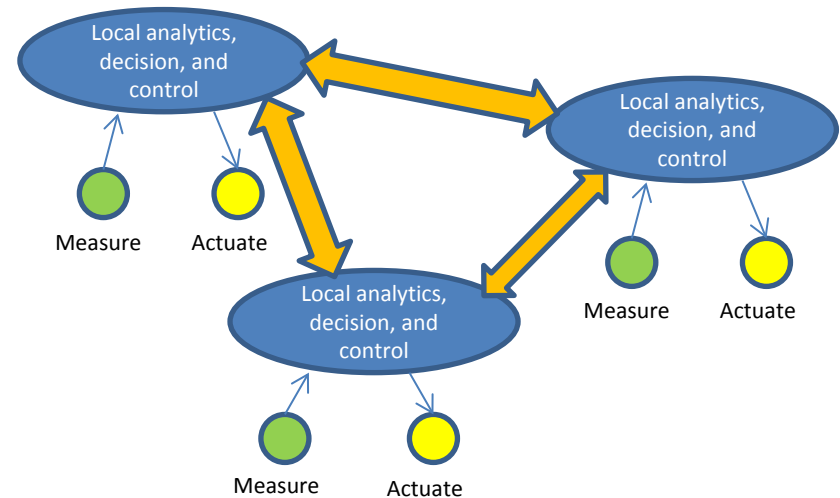 Local analytics,
decision, and
control
Measure
Actuate
Local analytics,
decision, and
control
Measure
Actuate
Local analytics,
decision, and
control
Measure
Actuate